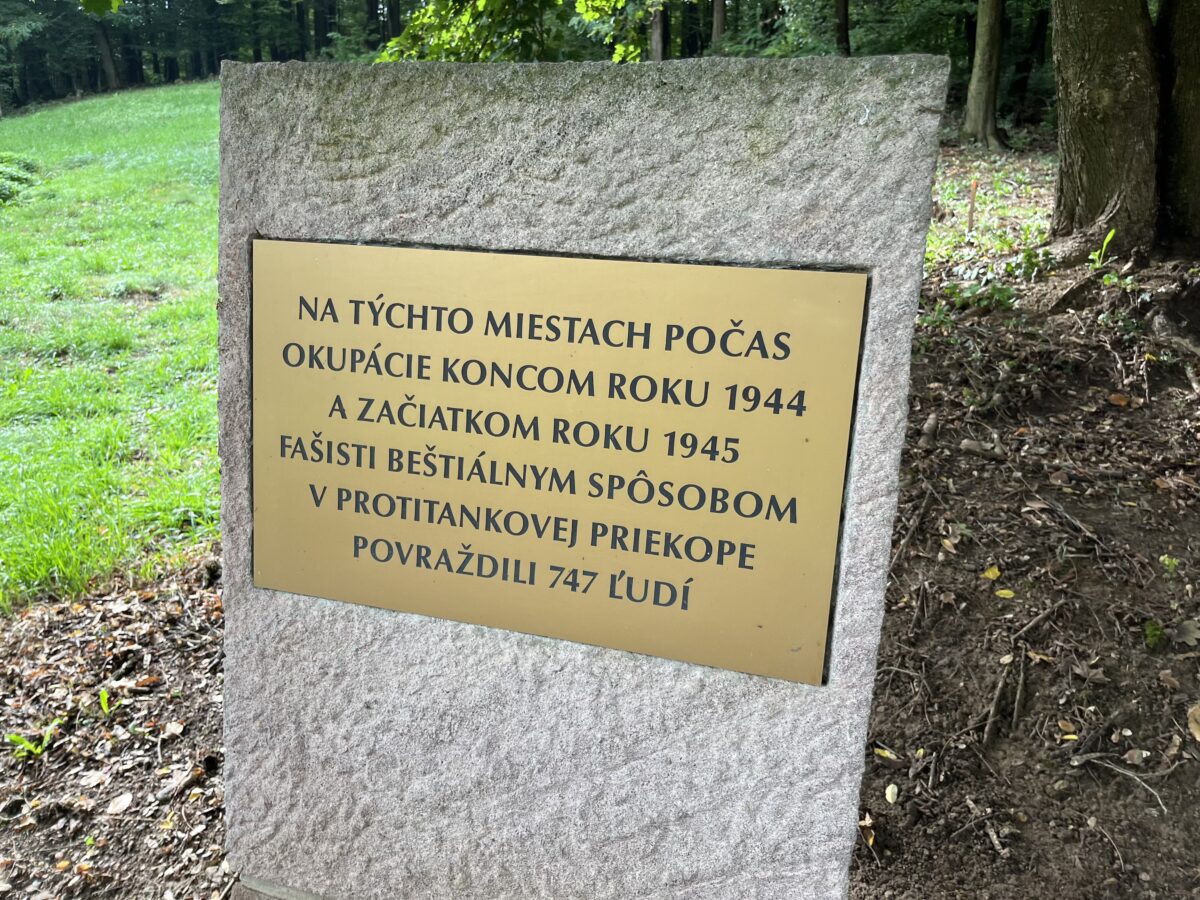 NA TÝCHTO MIESTACH POČAS
OKUPÁCIE KONCOM ROKU 1944
A ZAČIATKOM ROKU 1945
FAŠISTI BEŠTIÁLNYM SPÔSOBOM
V PROTITANKOVEJ PRIEKOPE
POVRAŽDILI 747 ĽUDÍ